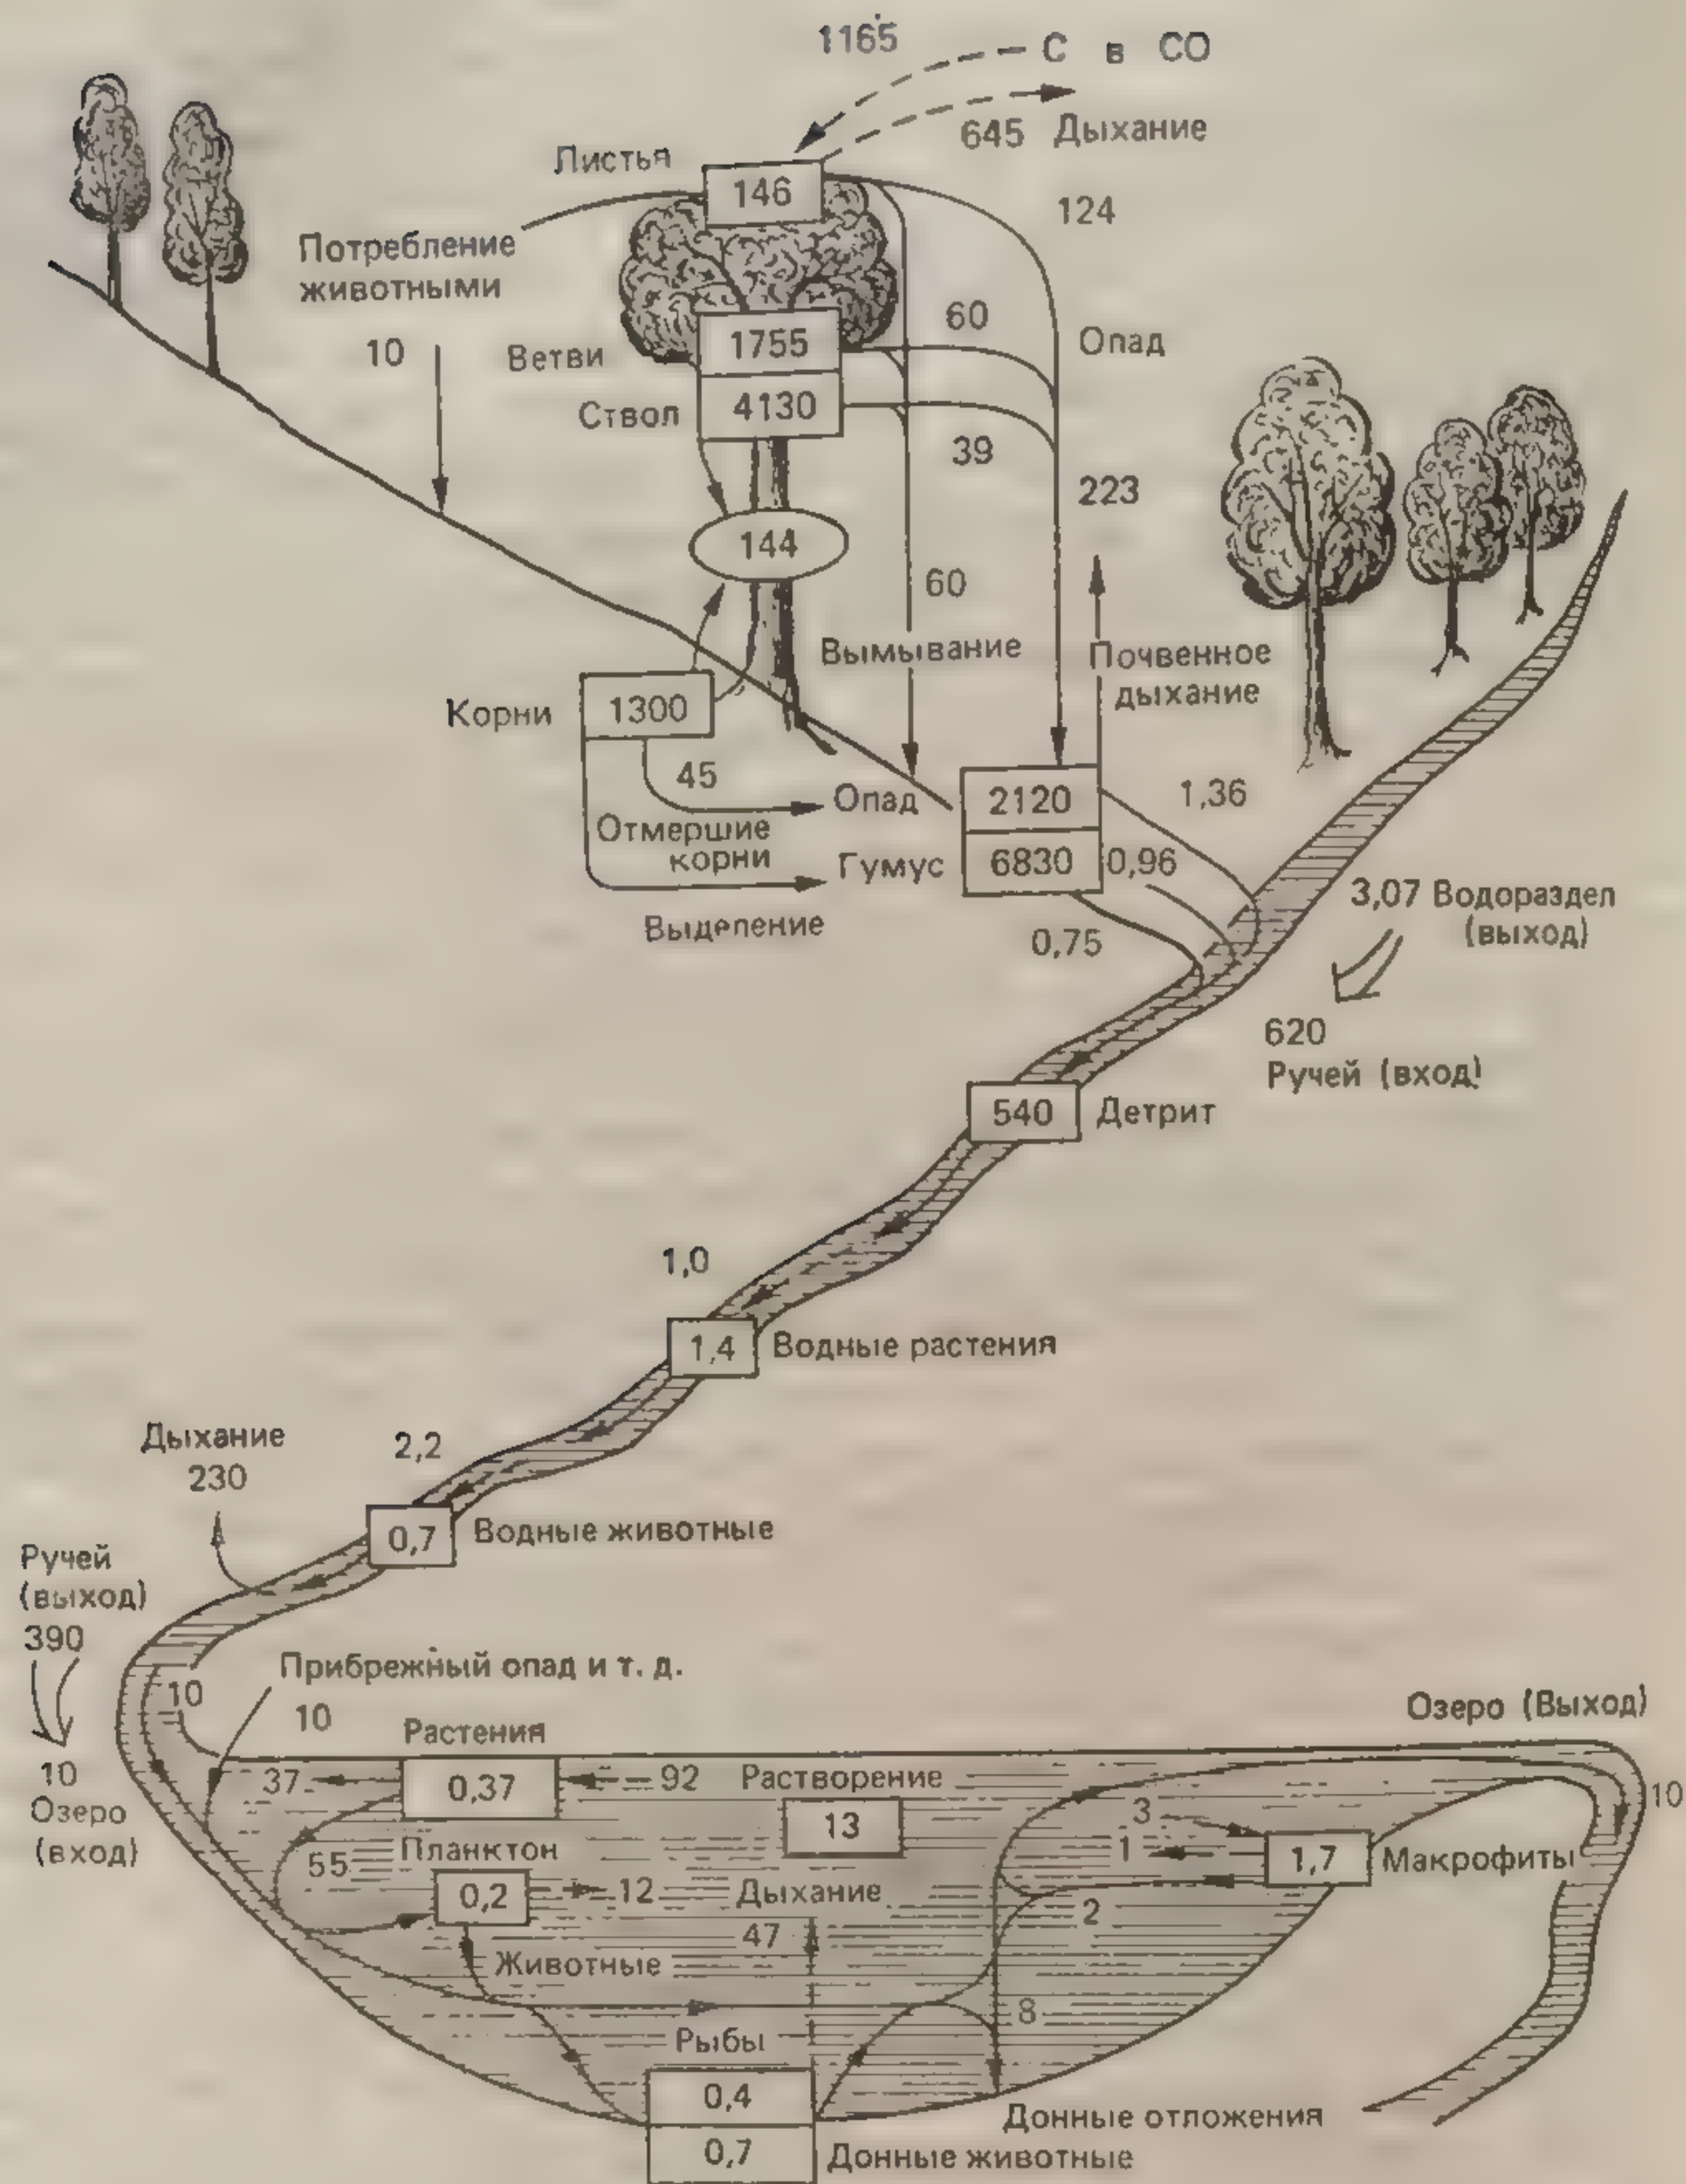 1165
С в СО
645 Дыхание
Листья
146
124
Потребление
животными
10
60
Опад
Ветви
1755
Ствол
4130
39
223
144
60
Вымывание
Почвенное
дыхание
Корни
1300
45
Опад
2120
1,36
Отмершие
корни
Гумус
6830
0,96
Выделение
0,75
3,07 Водораздел
(выход)
620
Ручей (вход)
540
Детрит
1,0
1,4
Водные растения
Дыхание
230
2,2
0,7
Водные животные
Ручей
(выход)
390
10
Прибрежный опад и т. д.
10
Растения
Озеро (Выход)
10
Озеро
(вход)
37
0,37
92
Растворение
13
3
10
1
1,7
Макрофиты
55
Планктон
0,2
12
Дыхание
2
47
Животные
8
Рыбы
0,4
Донные отложения
0,7
Донные животные